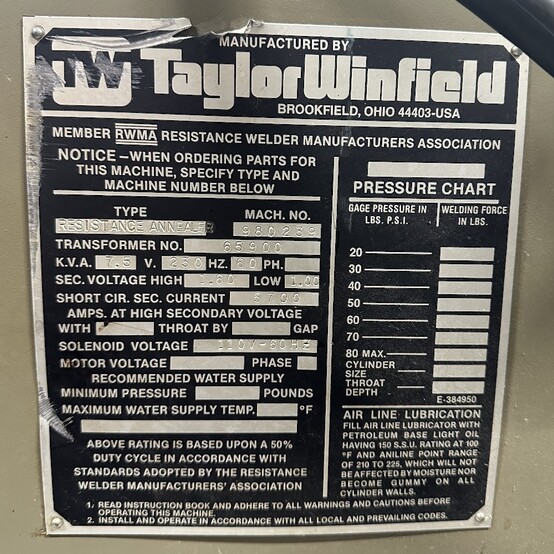 MANUFACTURED BY
TW TaylorWinfield
BROOKFIELD, OHIO 44403-USA
MEMBER RWMA RESISTANCE WELDER MANUFACTURERS ASSOCIATION
NOTICE – WHEN ORDERING PARTS FOR
THIS MACHINE, SPECIFY TYPE AND
MACHINE NUMBER BELOW
TYPE MACH. NO.
RESISTANCE ANNEALER 980239
TRANSFORMER NO. 65900
K.V.A. 7.5 V. 230 HZ. 60 PH.
SEC. VOLTAGE HIGH 1.60 LOW 1.00
SHORT CIR. SEC. CURRENT 5700
AMPS. AT HIGH SECONDARY VOLTAGE
WITH THROAT BY GAP
SOLENOID VOLTAGE 110V-60HZ
MOTOR VOLTAGE PHASE
RECOMMENDED WATER SUPPLY
MINIMUM PRESSURE POUNDS
MAXIMUM WATER SUPPLY TEMP. °F
ABOVE RATING IS BASED UPON A 50%
DUTY CYCLE IN ACCORDANCE WITH
STANDARDS ADOPTED BY THE RESISTANCE
WELDER MANUFACTURERS' ASSOCIATION
PRESSURE CHART
GAGE PRESSURE IN WELDING FORCE
LBS. P.S.I. IN LBS.
20
30
40
50
60
70
80 MAX.
CYLINDER
SIZE
THROAT
DEPTH
E-384950
AIR LINE LUBRICATION
FILL AIR LINE LUBRICATOR WITH
PETROLEUM BASE LIGHT OIL
HAVING 150 S.S.U. RATING AT 100
°F AND ANILINE POINT RANGE
OF 210 TO 225, WHICH WILL NOT
BE AFFECTED BY MOISTURE NOR
BECOME GUMMY ON ALL
CYLINDER WALLS.
1. READ INSTRUCTION BOOK AND ADHERE TO ALL WARNINGS AND CAUTIONS BEFORE
OPERATING THIS MACHINE.
2. INSTALL AND OPERATE IN ACCORDANCE WITH ALL LOCAL AND PREVAILING CODES.